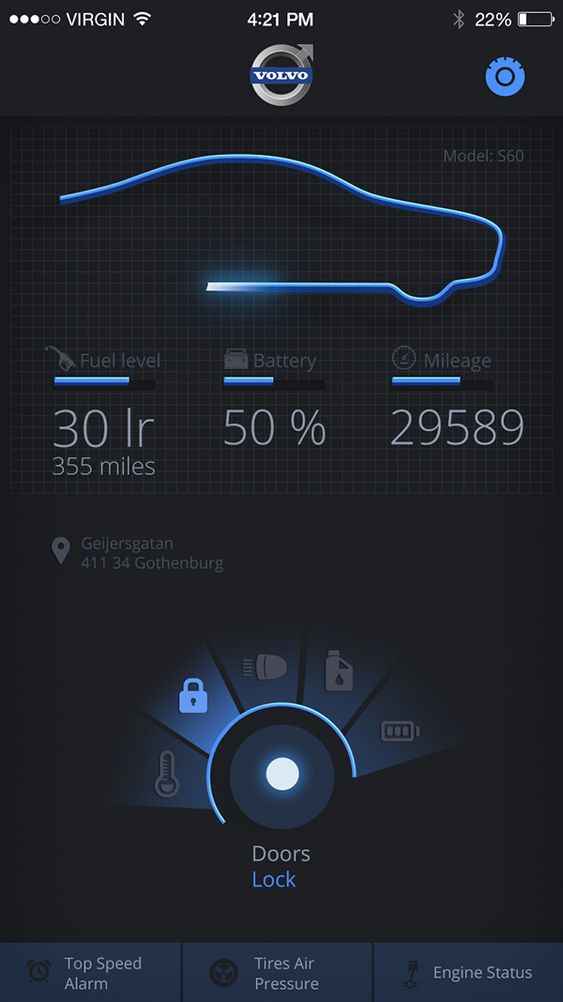 VIRGIN 4:21 PM 22%
VOLVO
Model: S60
Fuel level Battery Mileage
30 lr 50 % 29589
355 miles
Geijersgatan
411 34 Gothenburg
Doors
Lock
Top Speed
Alarm
Tires Air
Pressure
Engine Status